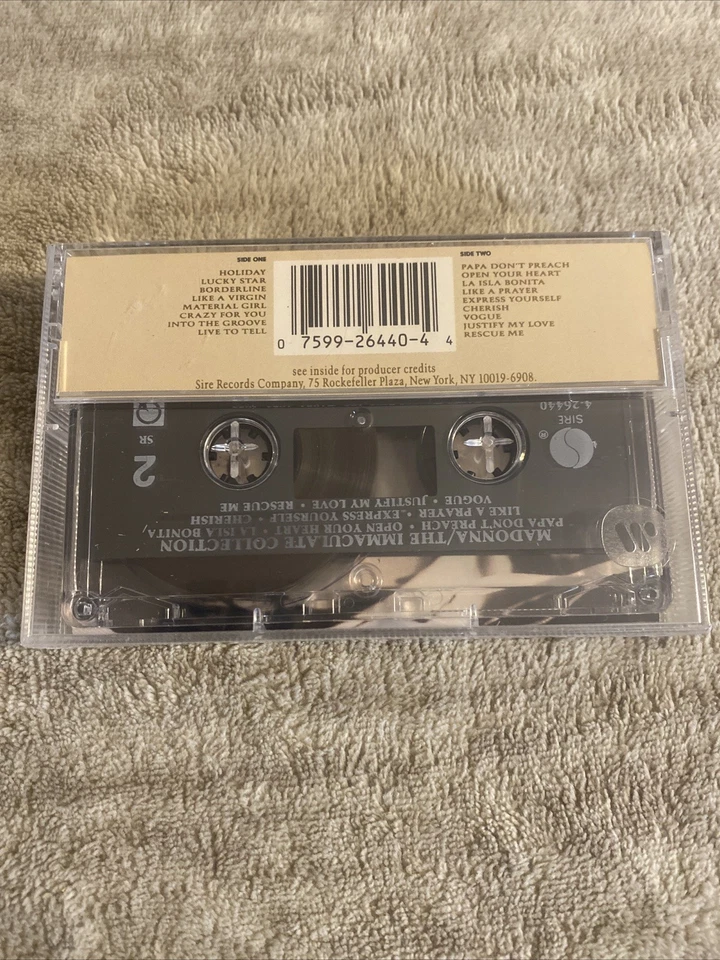 SIDE ONE
HOLIDAY
LUCKY STAR
BORDERLINE
LIKE A VIRGIN
MATERIAL GIRL
CRAZY FOR YOU
INTO THE GROOVE
LIVE TO TELL
0 7599-26440-4 4
SIDE TWO
PAPA DON'T PREACH
OPEN YOUR HEART
LA ISLA BONITA
LIKE A PRAYER
EXPRESS YOURSELF
CHERISH
VOGUE
JUSTIFY MY LOVE
RESCUE ME
see inside for producer credits
Sire Records Company, 75 Rockefeller Plaza, New York, NY 10019-6908.
MADONNA/THE IMMACULATE COLLECTION
PAPA DON'T PREACH • OPEN YOUR HEART • LA ISLA BONITA
LIKE A PRAYER • EXPRESS YOURSELF • CHERISH
VOGUE • JUSTIFY MY LOVE • RESCUE ME
®
SIRE
4-26440
2
SR